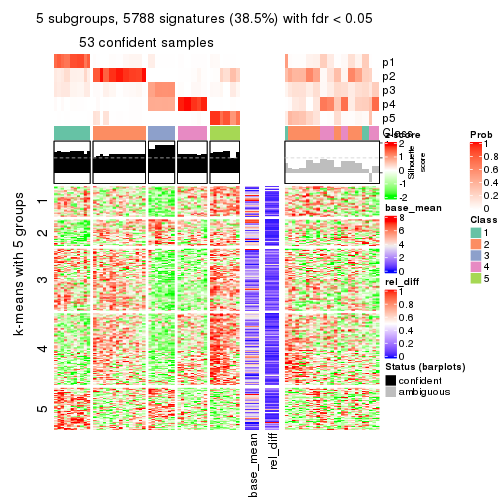 5 subgroups, 5788 signatures (38.5%) with fdr < 0.05
53 confident samples
p1
p2
p3
p4
p5
Class
z-score
2
1
0
-1
-2
Silhouette
score
Prob
1
0.8
0.6
0.4
0.2
0
Class
1
2
3
4
5
base_mean
8
6
4
2
0
rel_diff
1
0.8
0.6
0.4
0.2
0
Status (barplots)
confident
ambiguous
k-means with 5 groups
1
2
3
4
5
base_mean
rel_diff